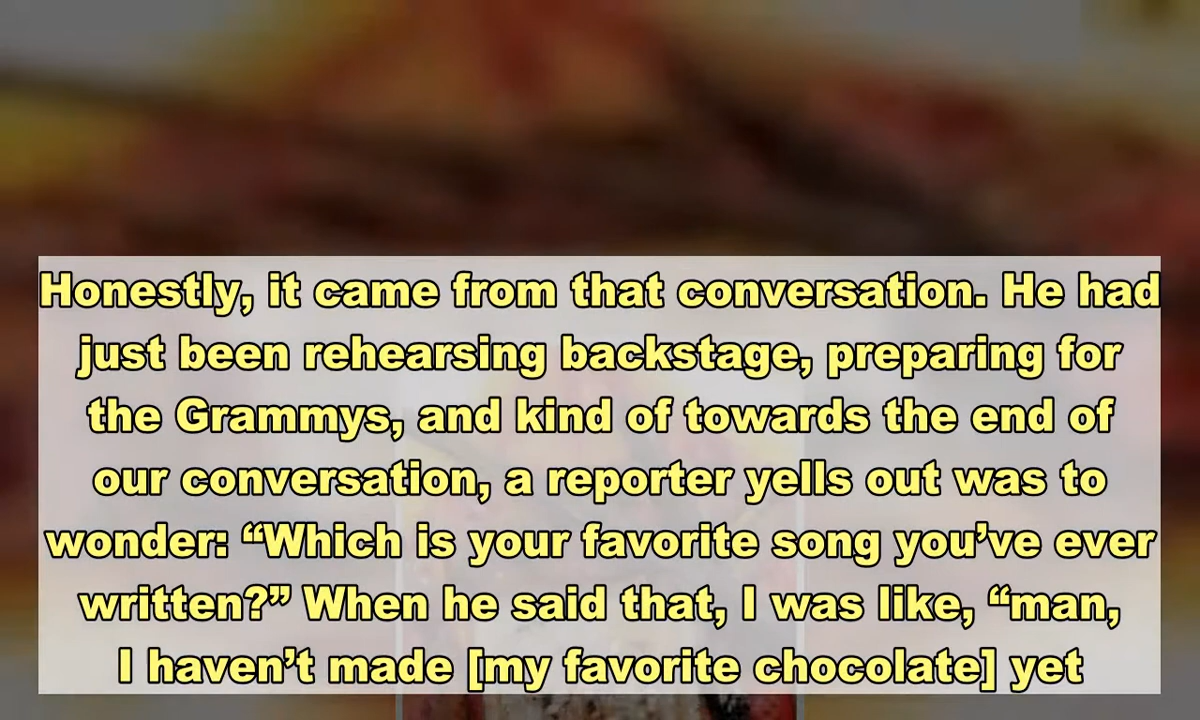 Honestly, it came from that conversation. He had
just been rehearsing backstage, preparing for
the Grammys, and kind of towards the end of
our conversation, a reporter yells out was to
wonder: “Which is your favorite song you’ve ever
written?” When he said that, I was like, “man,
I haven’t made [my favorite chocolate] yet